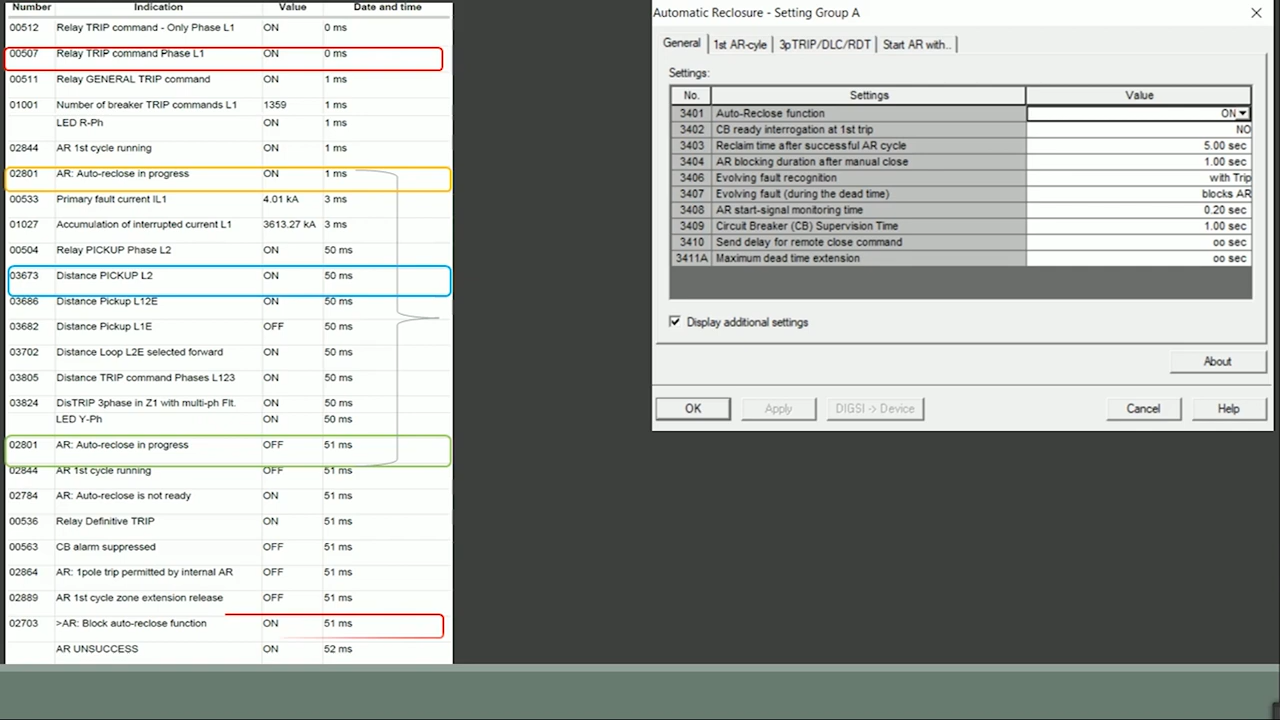 Number Indication Value Date and time
00512 Relay TRIP command - Only Phase L1 ON 0 ms
00507 Relay TRIP command Phase L1 ON 0 ms
00511 Relay GENERAL TRIP command ON 1 ms
01001 Number of breaker TRIP commands L1 1359 1 ms
LED R-Ph ON 1 ms
02844 AR 1st cycle running ON 1 ms
02801 AR: Auto-reclose in progress ON 1 ms
00533 Primary fault current IL1 4.01 kA 3 ms
01027 Accumulation of interrupted current L1 3613.27 kA 3 ms
00504 Relay PICKUP Phase L2 ON 50 ms
03673 Distance PICKUP L2 ON 50 ms
03686 Distance Pickup L12E ON 50 ms
03682 Distance Pickup L1E OFF 50 ms
03702 Distance Loop L2E selected forward ON 50 ms
03805 Distance TRIP command Phases L123 ON 50 ms
03824 DisTRIP 3phase in Z1 with multi-ph Flt. ON 50 ms
LED Y-Ph ON 50 ms
02801 AR: Auto-reclose in progress OFF 51 ms
02844 AR 1st cycle running OFF 51 ms
02784 AR: Auto-reclose is not ready ON 51 ms
00536 Relay Definitive TRIP ON 51 ms
00563 CB alarm suppressed OFF 51 ms
02864 AR: 1pole trip permitted by internal AR OFF 51 ms
02889 AR 1st cycle zone extension release OFF 51 ms
02703 >AR: Block auto-reclose function ON 51 ms
AR UNSUCCESS ON 52 ms
Automatic Reclosure - Setting Group A
General 1st AR-cyle 3pTRIP/DLC/RDT Start AR with..
Settings:
No. Settings Value
3401 Auto-Reclose function ON
3402 CB ready interrogation at 1st trip NO
3403 Reclaim time after successful AR cycle 5.00 sec
3404 AR blocking duration after manual close 1.00 sec
3406 Evolving fault recognition with Trip
3407 Evolving fault (during the dead time) blocks AR
3408 AR start-signal monitoring time 0.20 sec
3409 Circuit Breaker (CB) Supervision Time 1.00 sec
3410 Send delay for remote close command oo sec
3411A Maximum dead time extension oo sec
Display additional settings
About
OK Apply DIGSI -> Device Cancel Help